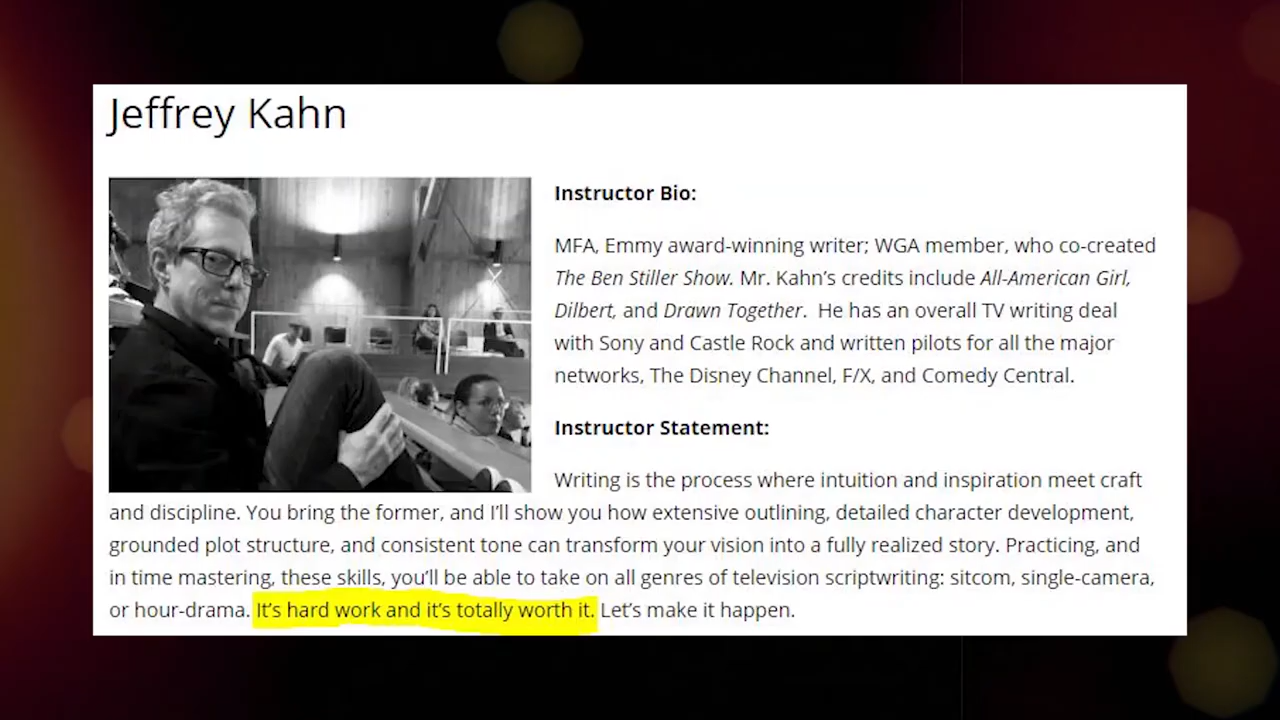 Jeffrey Kahn
Instructor Bio:
MFA, Emmy award-winning writer; WGA member, who co-created
The Ben Stiller Show. Mr. Kahn’s credits include All-American Girl,
Dilbert, and Drawn Together.  He has an overall TV writing deal
with Sony and Castle Rock and written pilots for all the major
networks, The Disney Channel, F/X, and Comedy Central.
Instructor Statement:
Writing is the process where intuition and inspiration meet craft
and discipline. You bring the former, and I’ll show you how extensive outlining, detailed character development,
grounded plot structure, and consistent tone can transform your vision into a fully realized story. Practicing, and
in time mastering, these skills, you’ll be able to take on all genres of television scriptwriting: sitcom, single-camera,
or hour-drama. It’s hard work and it’s totally worth it. Let’s make it happen.